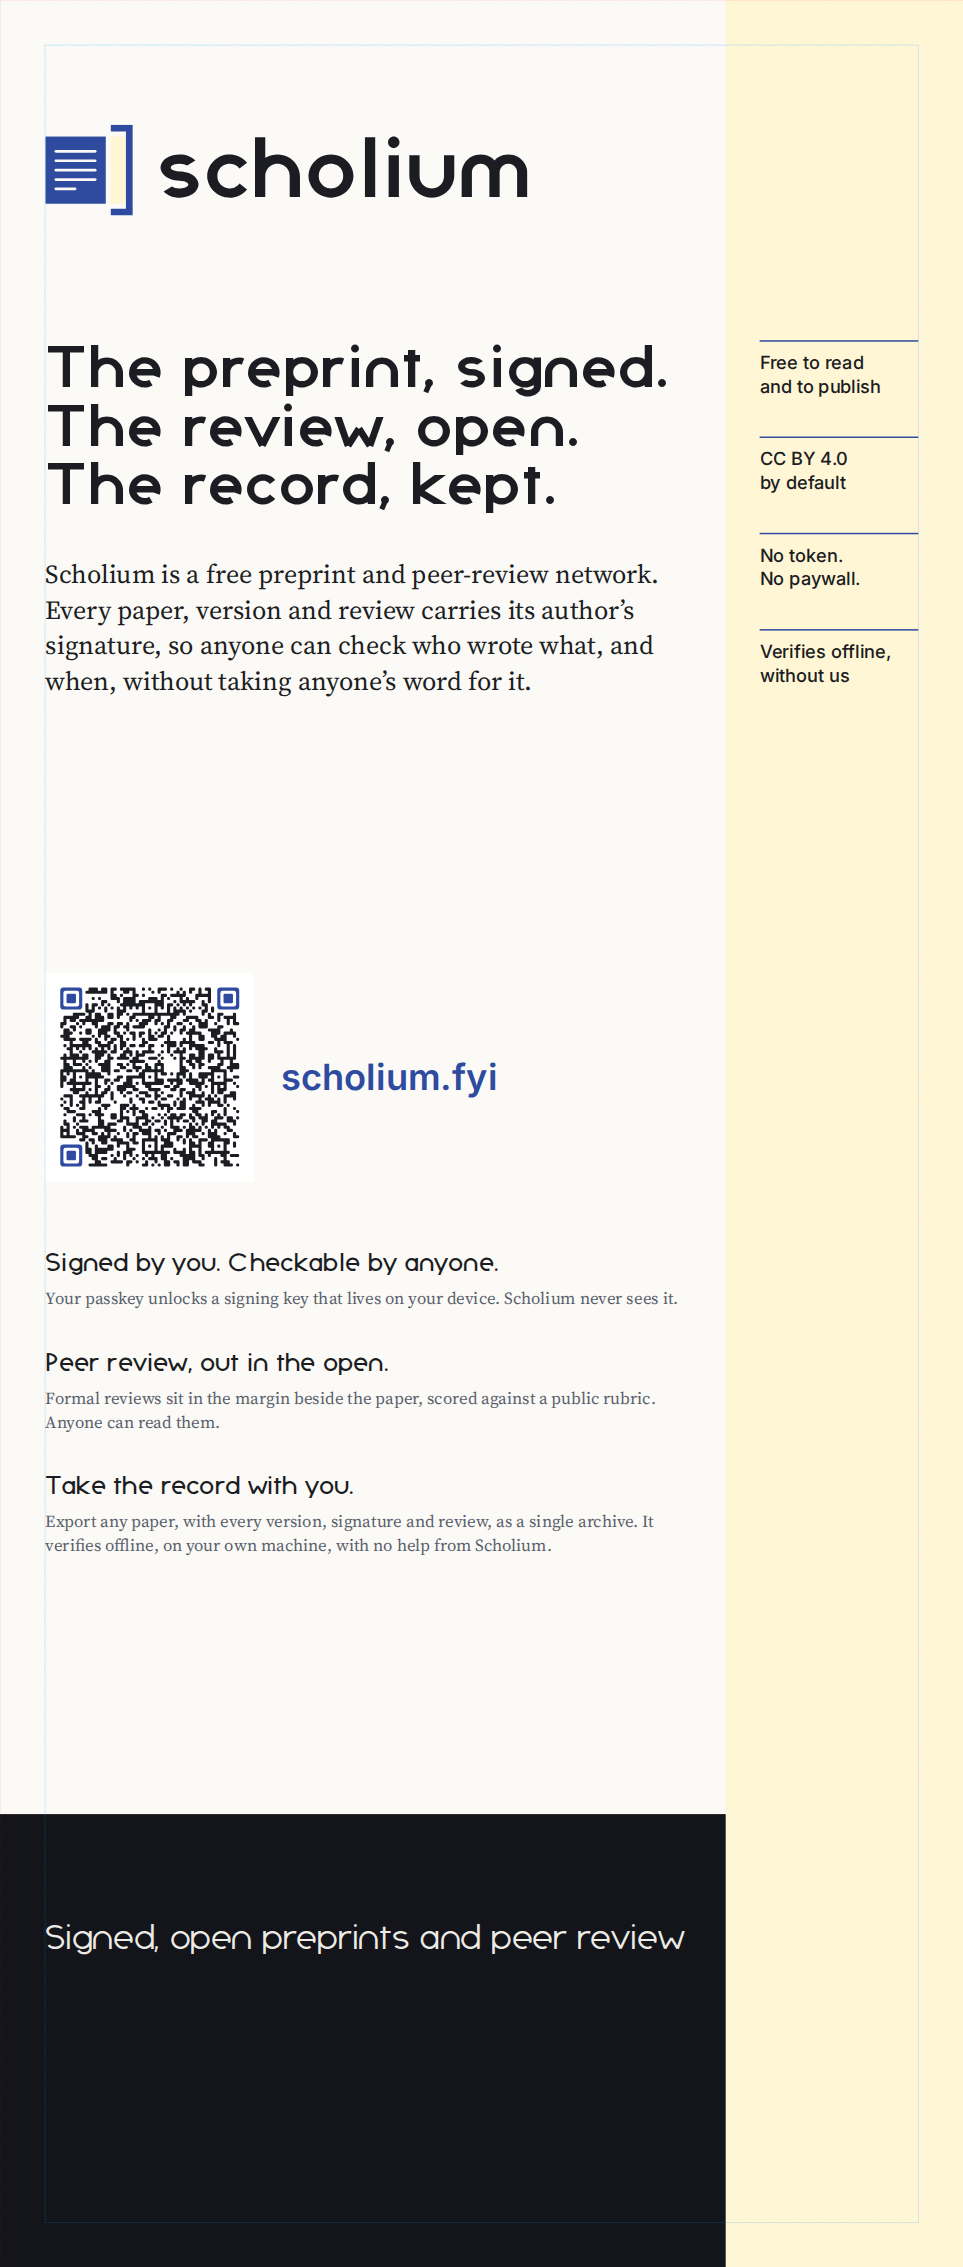 scholium
The preprint, signed.
The review, open.
The record, kept.
Scholium is a free preprint and peer-review network.
Every paper, version and review carries its author’s
signature, so anyone can check who wrote what, and
when, without taking anyone’s word for it.
Free to read
and to publish
CC BY 4.0
by default
No token.
No paywall.
Verifies offline,
without us
scholium.fyi
Signed by you. Checkable by anyone.
Your passkey unlocks a signing key that lives on your device. Scholium never sees it.
Peer review, out in the open.
Formal reviews sit in the margin beside the paper, scored against a public rubric.
Anyone can read them.
Take the record with you.
Export any paper, with every version, signature and review, as a single archive. It
verifies offline, on your own machine, with no help from Scholium.
Signed, open preprints and peer review